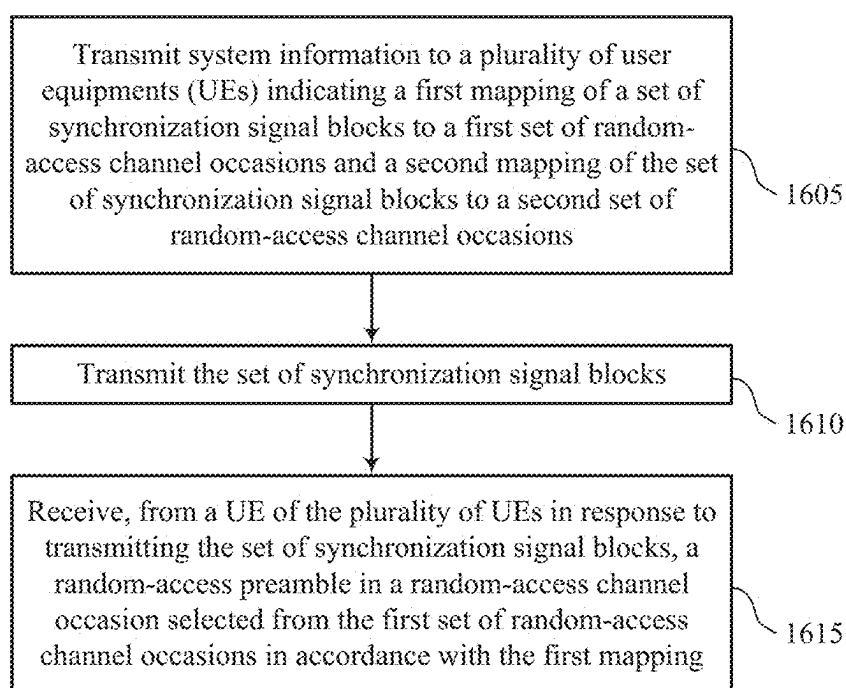 Transmit system information to a plurality of user
equipments (UEs) indicating a first mapping of a set of
synchronization signal blocks to a first set of random-
access channel occasions and a second mapping of the set
of synchronization signal blocks to a second set of
random-access channel occasions
1605
Transmit the set of synchronization signal blocks
1610
Receive, from a UE of the plurality of UEs in response to
transmitting the set of synchronization signal blocks, a
random-access preamble in a random-access channel
occasion selected from the first set of random-access
channel occasions in accordance with the first mapping
1615